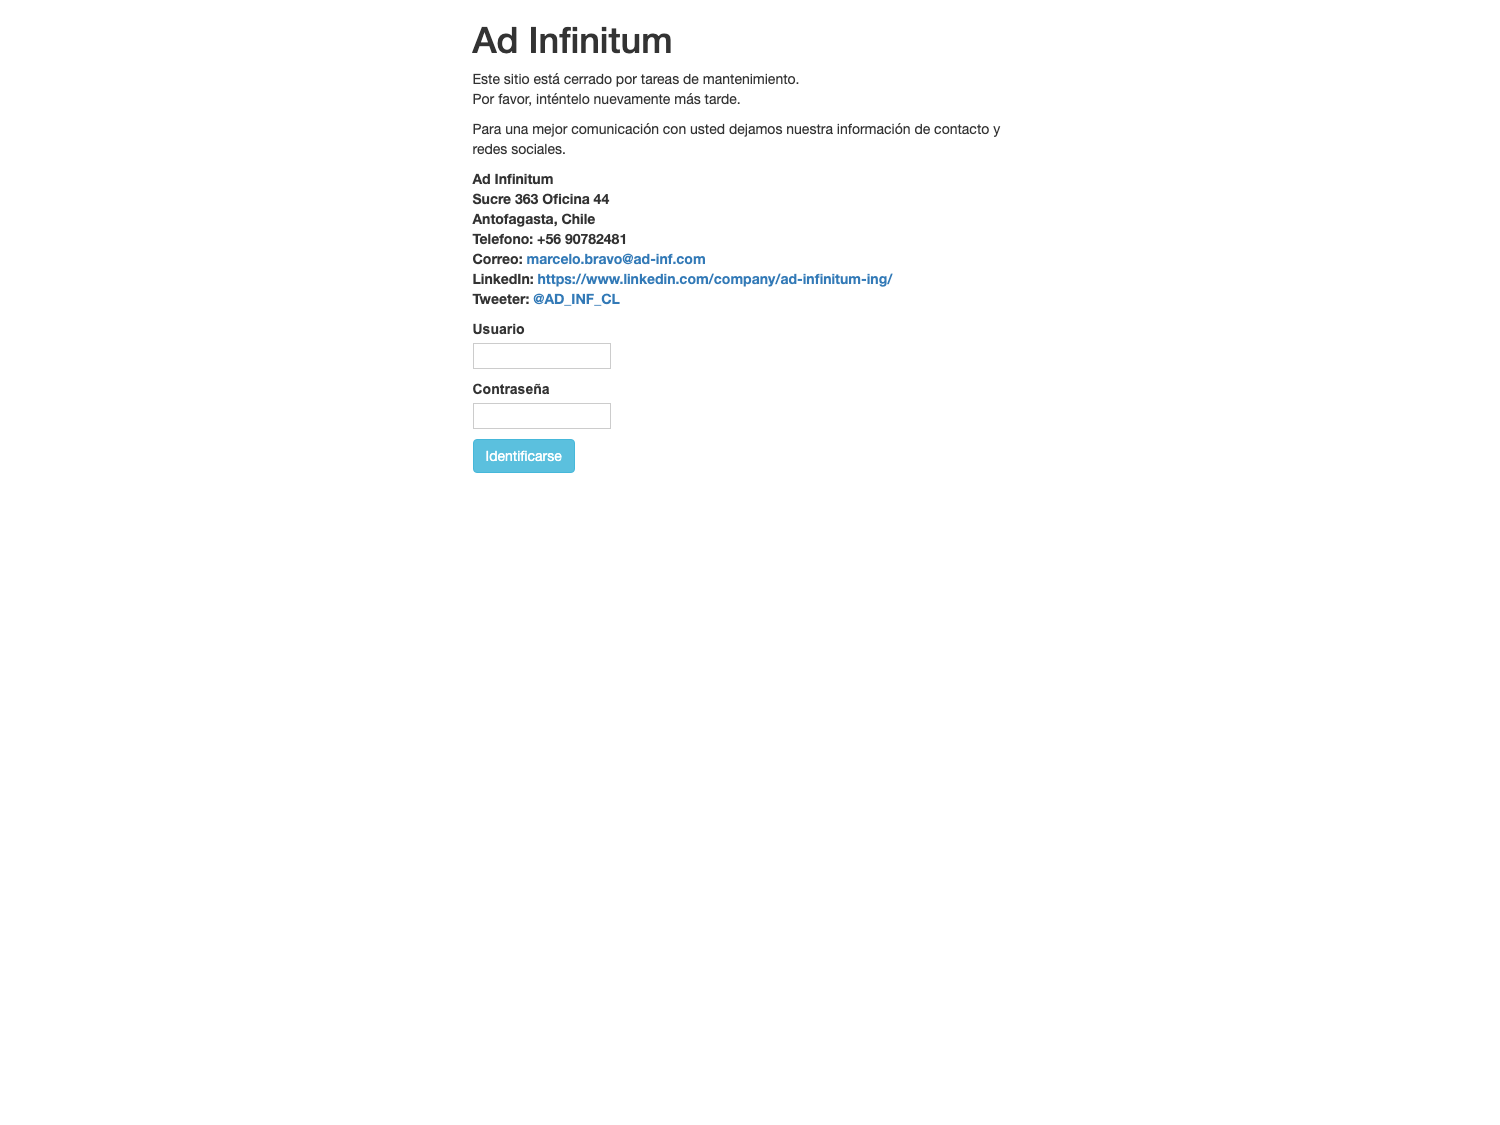 Ad Infinitum
Este sitio está cerrado por tareas de mantenimiento.
Por favor, inténtelo nuevamente más tarde.
Para una mejor comunicación con usted dejamos nuestra información de contacto y
redes sociales.
Ad Infinitum
Sucre 363 Oficina 44
Antofagasta, Chile
Telefono: +56 90782481
Correo: marcelo.bravo@ad-inf.com
LinkedIn: https://www.linkedin.com/company/ad-infinitum-ing/
Tweeter: @AD_INF_CL
Usuario
Contraseña
Identificarse